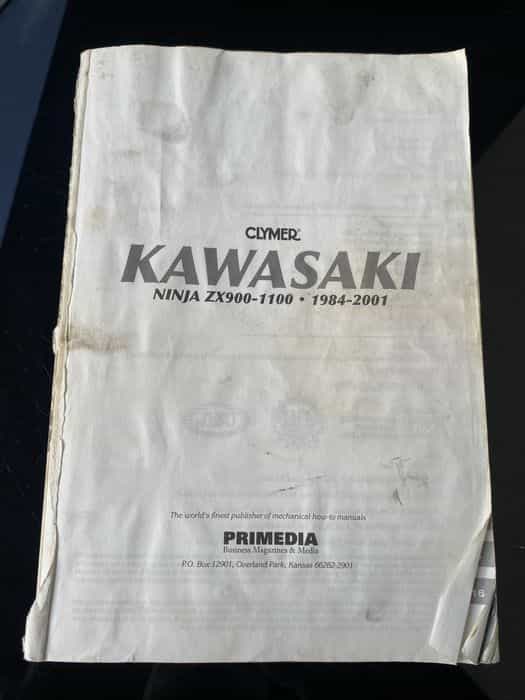 CLYMER®
KAWASAKI
NINJA ZX900-1100 • 1984-2001
The world's finest publisher of mechanical how-to manuals
PRIMEDIA
Business Magazines & Media
P.O. Box 12901, Overland Park, Kansas 66282-2901
16